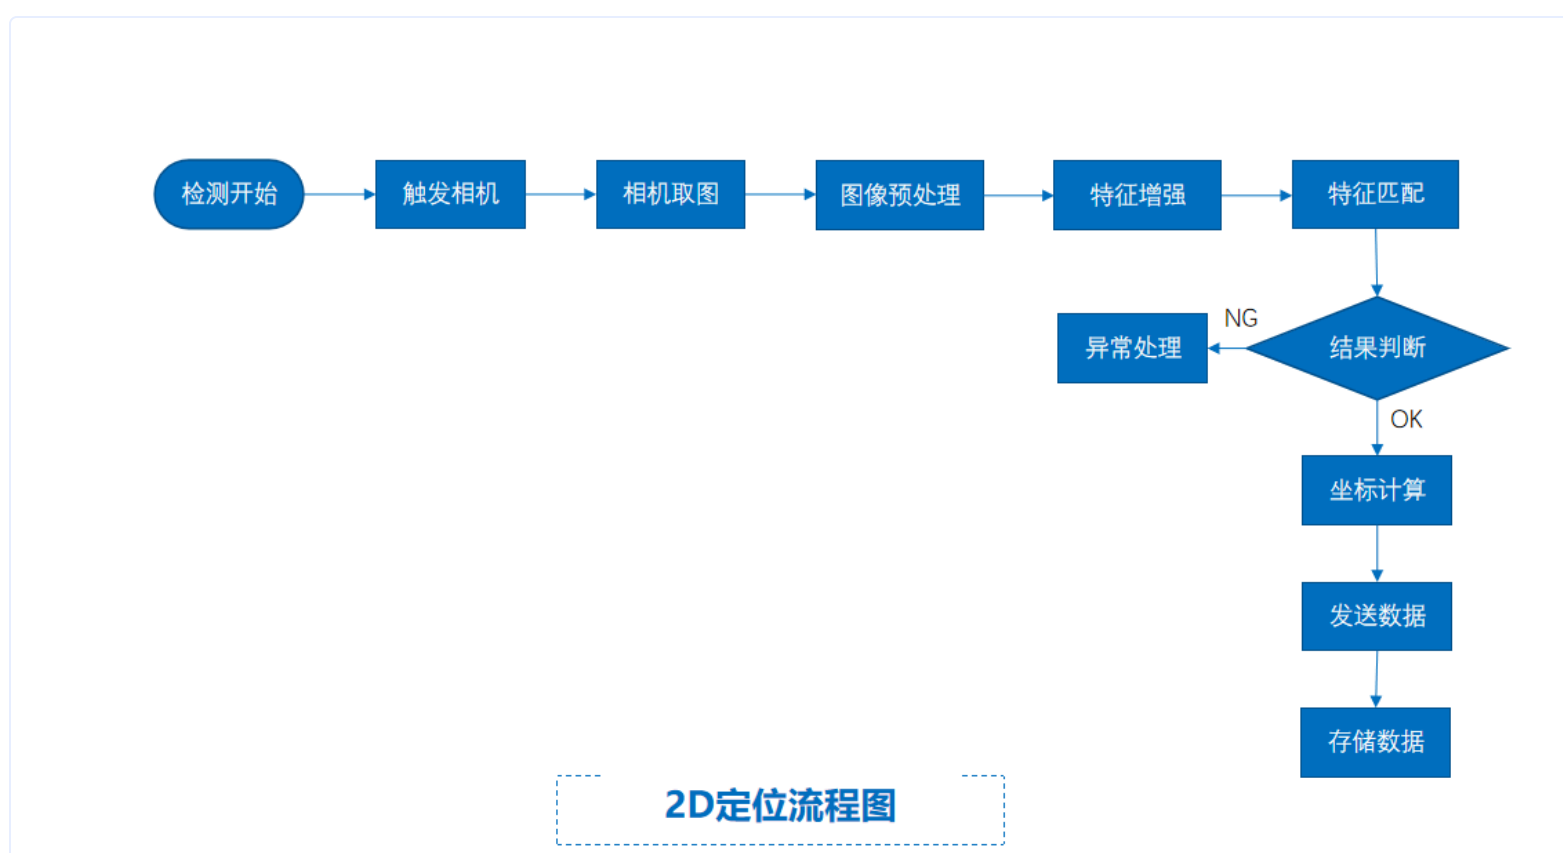 检测开始
触发相机
相机取图
图像预处理
特征增强
特征匹配
NG
异常处理
结果判断
OK
坐标计算
发送数据
存储数据
2D定位流程图